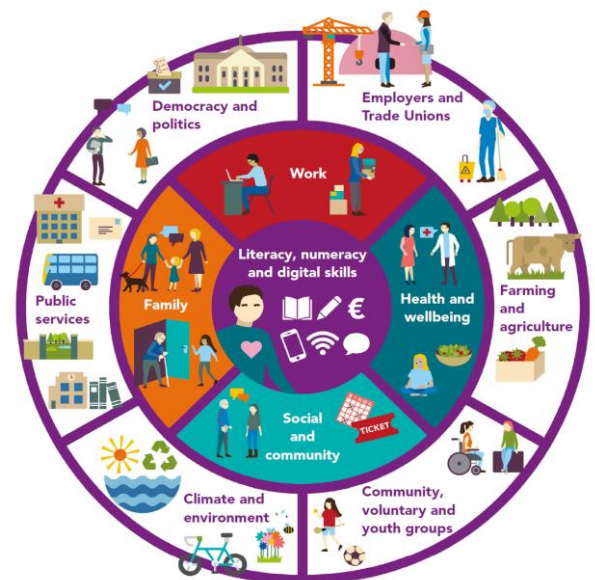 Democracy and
politics
Employers and
Trade Unions
Work
Literacy, numeracy
and digital skills
€
Public
services
Family
Health and
wellbeing
Farming
and
agriculture
Social
and
community
TICKET
Climate and
environment
Community,
voluntary and
youth groups